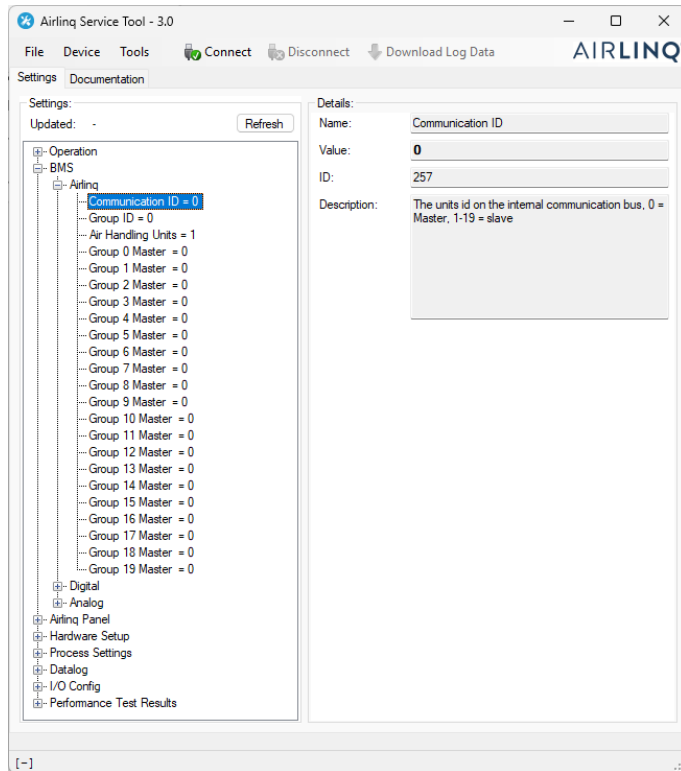 Airlinq Service Tool - 3.0
File Device Tools Connect Disconnect Download Log Data AIRLINQ
Settings Documentation
Settings:
Updated: - Refresh
Operation
BMS
Airlinq
Communication ID = 0
Group ID = 0
Air Handling Units = 1
Group 0 Master = 0
Group 1 Master = 0
Group 2 Master = 0
Group 3 Master = 0
Group 4 Master = 0
Group 5 Master = 0
Group 6 Master = 0
Group 7 Master = 0
Group 8 Master = 0
Group 9 Master = 0
Group 10 Master = 0
Group 11 Master = 0
Group 12 Master = 0
Group 13 Master = 0
Group 14 Master = 0
Group 15 Master = 0
Group 16 Master = 0
Group 17 Master = 0
Group 18 Master = 0
Group 19 Master = 0
Digital
Analog
Airlinq Panel
Hardware Setup
Process Settings
Datalog
I/O Config
Performance Test Results
Details:
Name: Communication ID
Value: 0
ID: 257
Description: The units id on the internal communication bus, 0 =
Master, 1-19 = slave
[-]